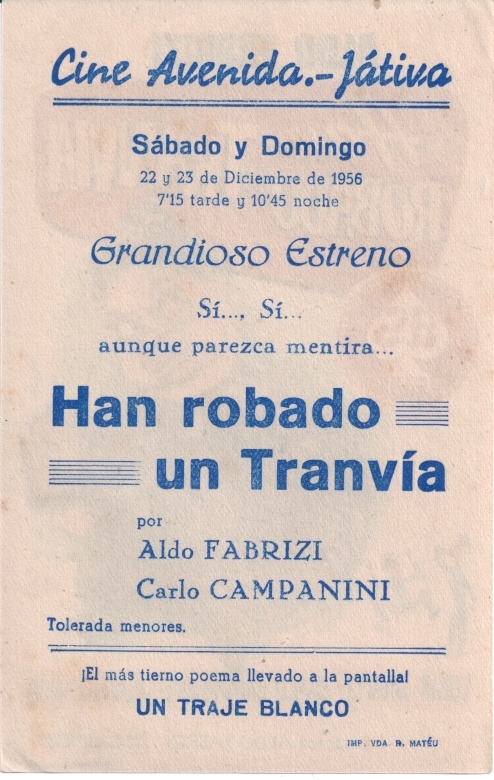 Cine Avenida.-Játiva
Sábado y Domingo
22 y 23 de Diciembre de 1956
7'15 tarde y 10'45 noche
Grandioso Estreno
Sí..., Sí...
aunque parezca mentira...
Han robado
un Tranvía
por
Aldo FABRIZI
Carlo CAMPANINI
Tolerada menores.
¡El más tierno poema llevado a la pantalla!
UN TRAJE BLANCO
IMP. VDA. R. MATÉU